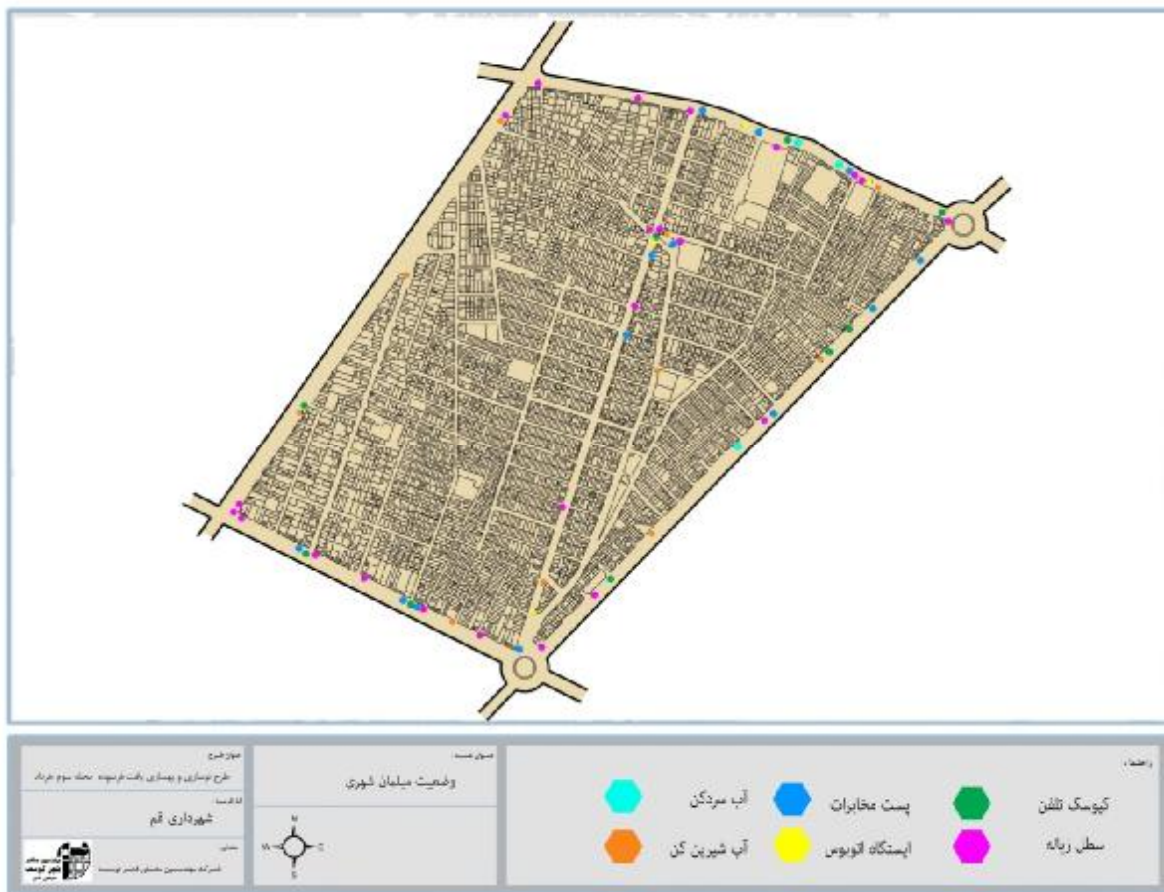 راهنما :
کیوسک تلفن
پست مخابرات
آب سردکن
سطل زباله
ایستگاه اتوبوس
آب شیرین کن
عنوان نقشه :
وضعیت مبلمان شهری
N
W
E
S
عنوان طرح :
طرح نوسازی و بهسازی بافت فرسوده محله سوم خرداد
کارفرما :
شهرداری قم
مشاور :